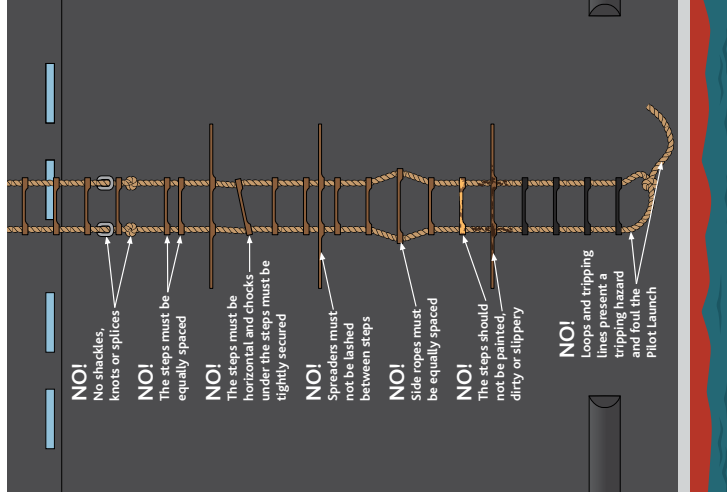 NO!
No shackles,
knots or splices
NO!
The steps must be
equally spaced
NO!
The steps must be
horizontal and chocks
under the steps must be
tightly secured
NO!
Spreaders must
not be lashed
between steps
NO!
Side ropes must
be equally spaced
NO!
The steps should
not be painted,
dirty or slippery
NO!
Loops and tripping
lines present a
tripping hazard
and foul the
Pilot Launch